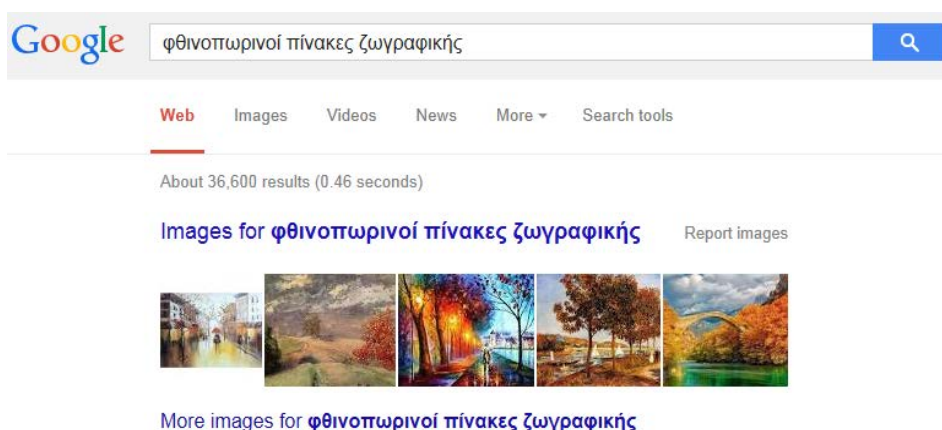 Google φθινοπωρινοί πίνακες ζωγραφικής
Web Images Videos News More Search tools
About 36,600 results (0.46 seconds)
Images for φθινοπωρινοί πίνακες ζωγραφικής Report images
More images for φθινοπωρινοί πίνακες ζωγραφικής